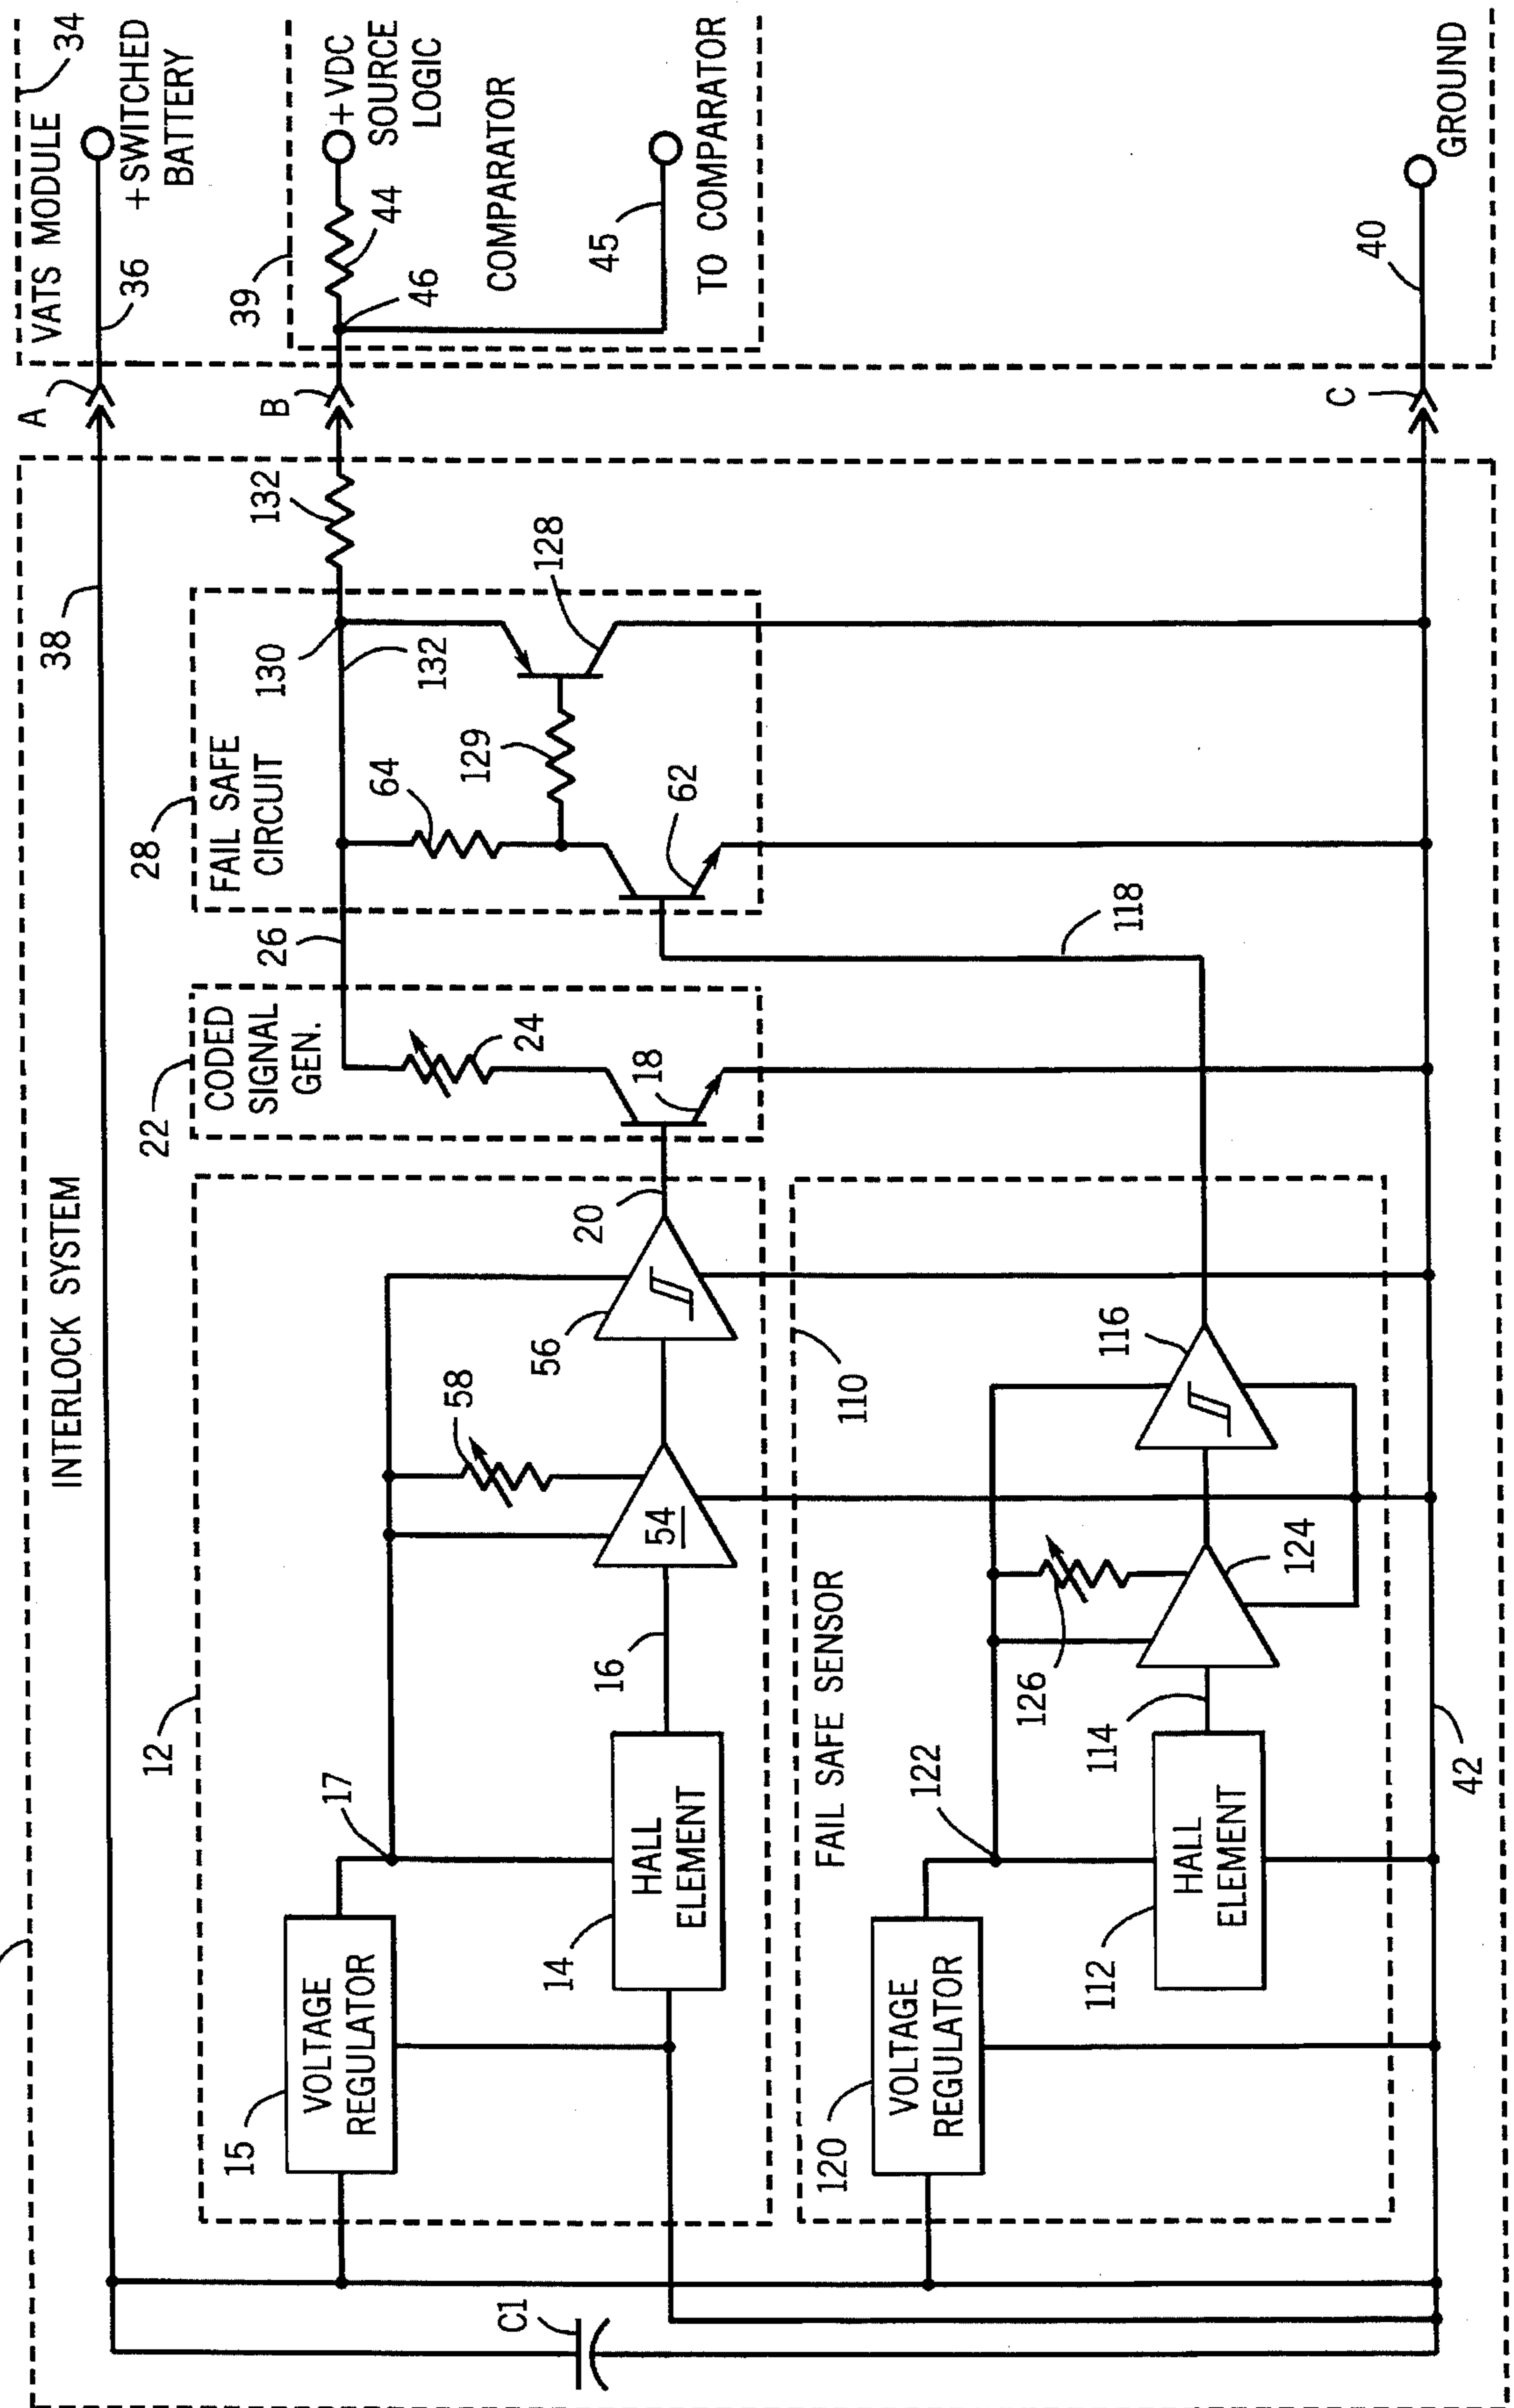 INTERLOCK SYSTEM
38
A
36
VATS MODULE
34
+SWITCHED
BATTERY
12
15
VOLTAGE
REGULATOR
17
14
HALL
ELEMENT
16
54
58
56
20
22
CODED
SIGNAL
GEN.
24
18
26
28
FAIL SAFE
CIRCUIT
64
62
129
128
130
132
132
B
39
46
44
+VDC
SOURCE
LOGIC
COMPARATOR
45
TO COMPARATOR
C1
FAIL SAFE SENSOR
110
120
VOLTAGE
REGULATOR
122
112
HALL
ELEMENT
114
126
124
116
118
42
C
40
GROUND